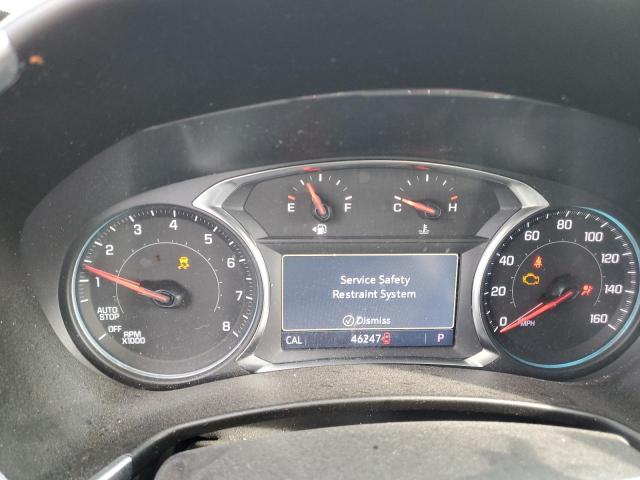 E F C H
1 2 3 4 5 6 7 8
AUTO
STOP
OFF
RPM
X1000
Service Safety
Restraint System
Dismiss
CAL 46247 P
0 20 40 60 80 100 120 140 160
MPH